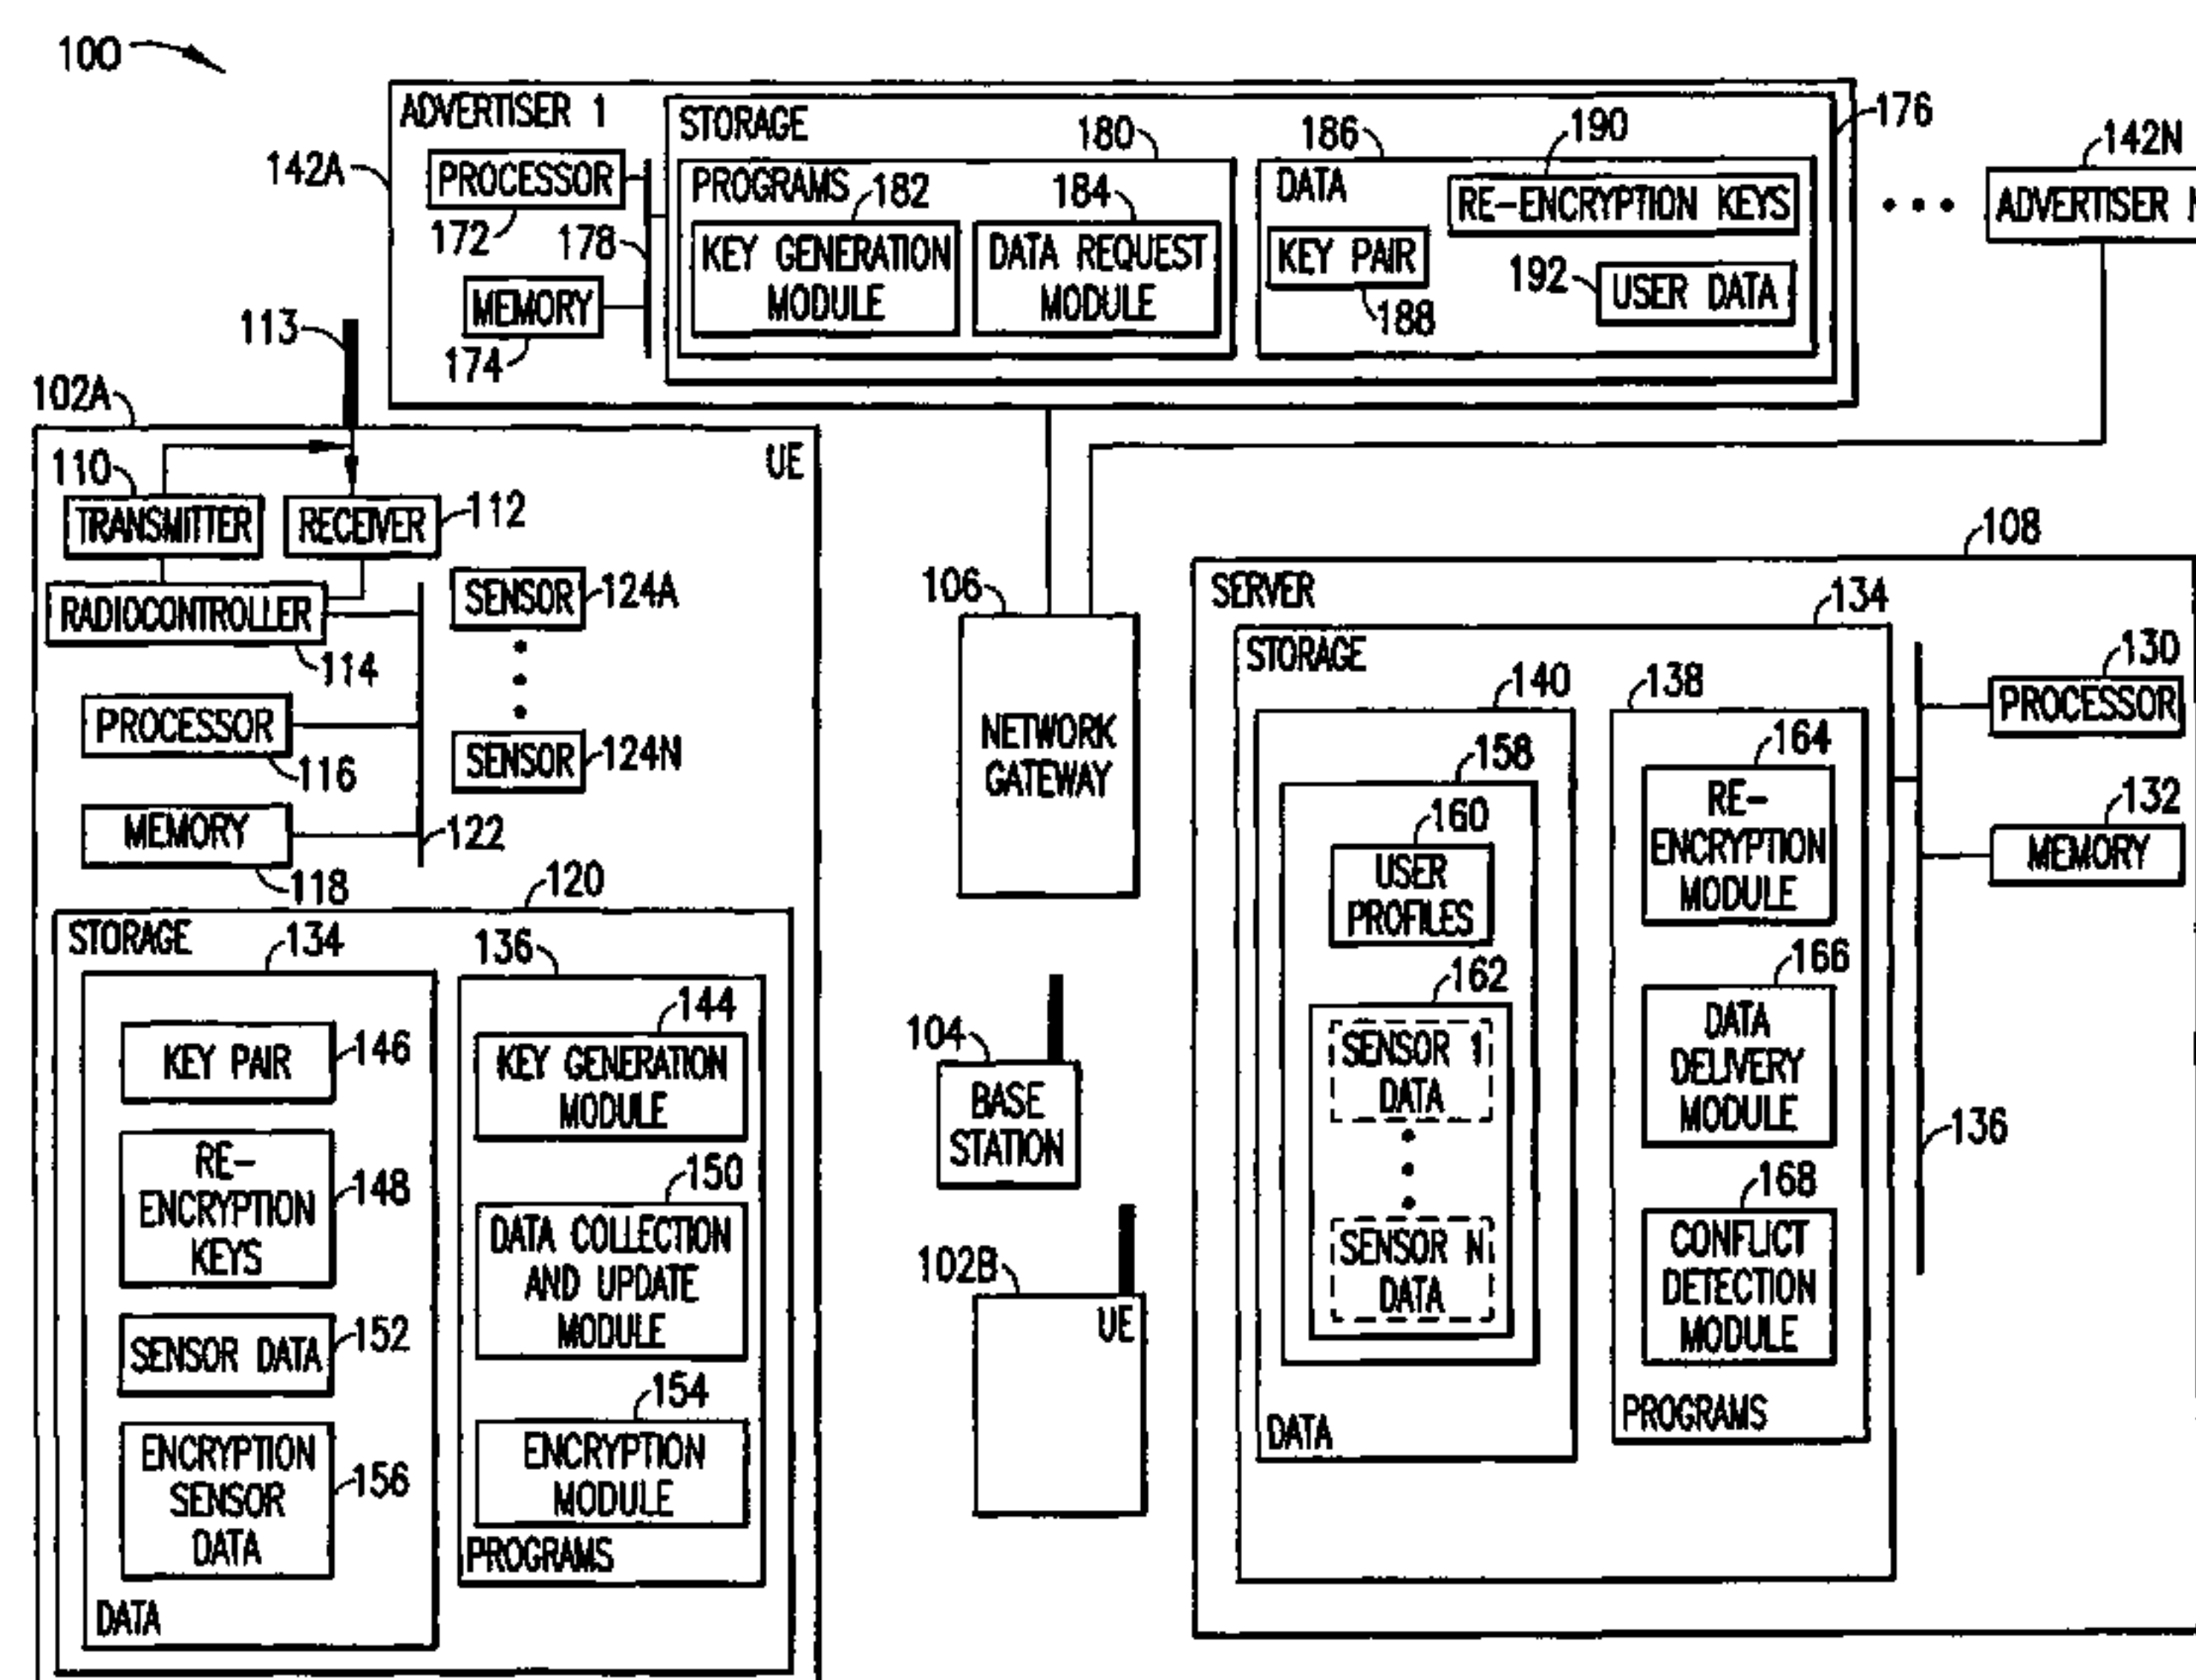 100
ADVERTISER 1
142A
PROCESSOR
172
178
MEMORY
174
STORAGE
180
PROGRAMS
182
184
KEY GENERATION
MODULE
DATA REQUEST
MODULE
186
190
DATA
RE-ENCRYPTION KEYS
KEY PAIR
188
192
USER DATA
176
142N
ADVERTISER
113
102A
UE
110
TRANSMITTER
RECEIVER
112
RADIOCONTROLLER
114
SENSOR
124A
PROCESSOR
116
SENSOR
124N
MEMORY
118
122
120
STORAGE
134
136
KEY PAIR
146
RE-
ENCRYPTION
KEYS
148
SENSOR DATA
152
ENCRYPTION
SENSOR
DATA
156
DATA
144
KEY GENERATION
MODULE
150
DATA COLLECTION
AND UPDATE
MODULE
154
ENCRYPTION
MODULE
PROGRAMS
106
NETWORK
GATEWAY
104
BASE
STATION
102B
UE
108
SERVER
134
STORAGE
140
138
158
160
USER
PROFILES
162
SENSOR 1
DATA
SENSOR N
DATA
DATA
164
RE-
ENCRYPTION
MODULE
166
DATA
DELIVERY
MODULE
168
CONFLICT
DETECTION
MODULE
PROGRAMS
130
PROCESSOR
132
MEMORY
136